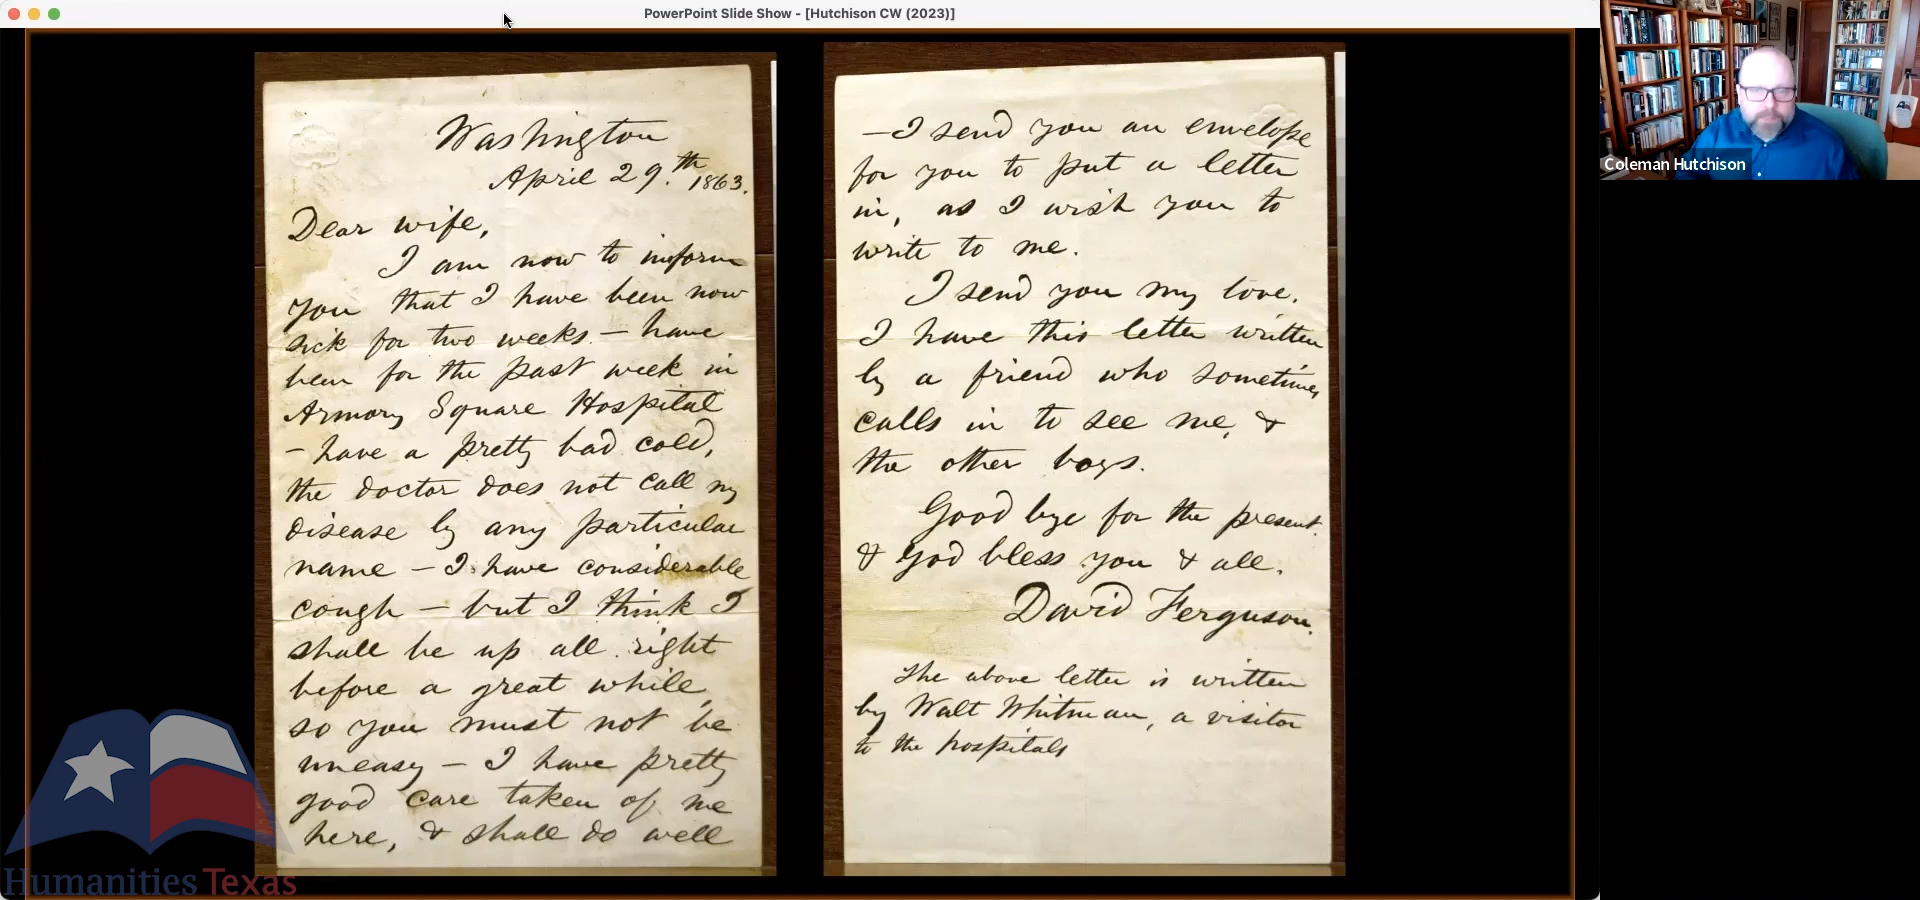 PowerPoint Slide Show - [Hutchison CW (2023)]
Washington
April 29.th 1863.
Dear wife,
I am now to inform
you that I have been now
sick for two weeks - have
been for the past week in
Armory Square Hospital
- have a pretty bad cold,
the doctor does not call my
disease by any particular
name - I have considerable
cough - but I think I
shall be up all right
before a great while,
so you must not be
uneasy - I have pretty
good care taken of me
here, & shall do well
- I send you an envelope
for you to put a letter
in, as I wish you to
write to me.
I send you my love.
I have this letter written
by a friend who sometimes
calls in to see me, &
the other boys.
Good bye for the present
& God bless you & all.
David Ferguson.
The above letter is written
by Walt Whitman, a visitor
to the hospitals
Coleman Hutchison
Humanities Texas